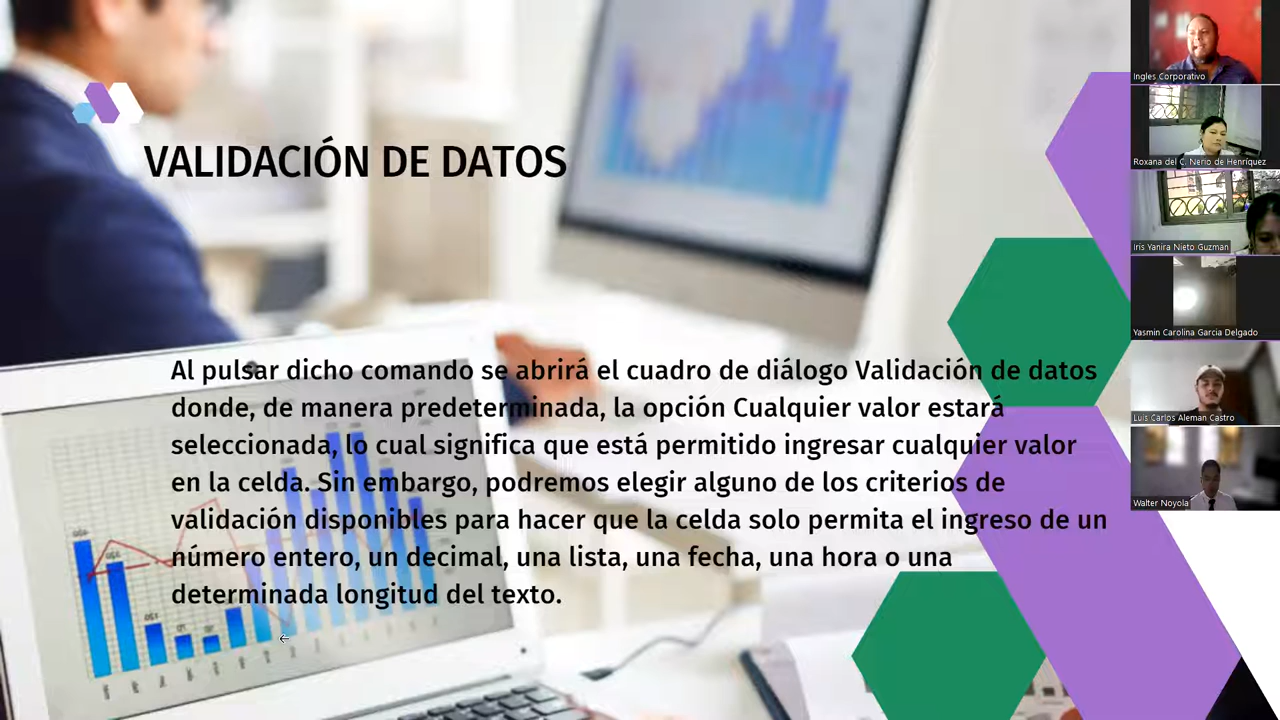 VALIDACIÓN DE DATOS
Al pulsar dicho comando se abrirá el cuadro de diálogo Validación de datos
donde, de manera predeterminada, la opción Cualquier valor estará
seleccionada, lo cual significa que está permitido ingresar cualquier valor
en la celda. Sin embargo, podremos elegir alguno de los criterios de
validación disponibles para hacer que la celda solo permita el ingreso de un
número entero, un decimal, una lista, una fecha, una hora o una
determinada longitud del texto.
Ingles Corporativo
Roxana del C. Nerio de Henríquez
Iris Yanira Nieto Guzman
Yasmin Carolina Garcia Delgado
Luis Carlos Aleman Castro
Walter Noyola